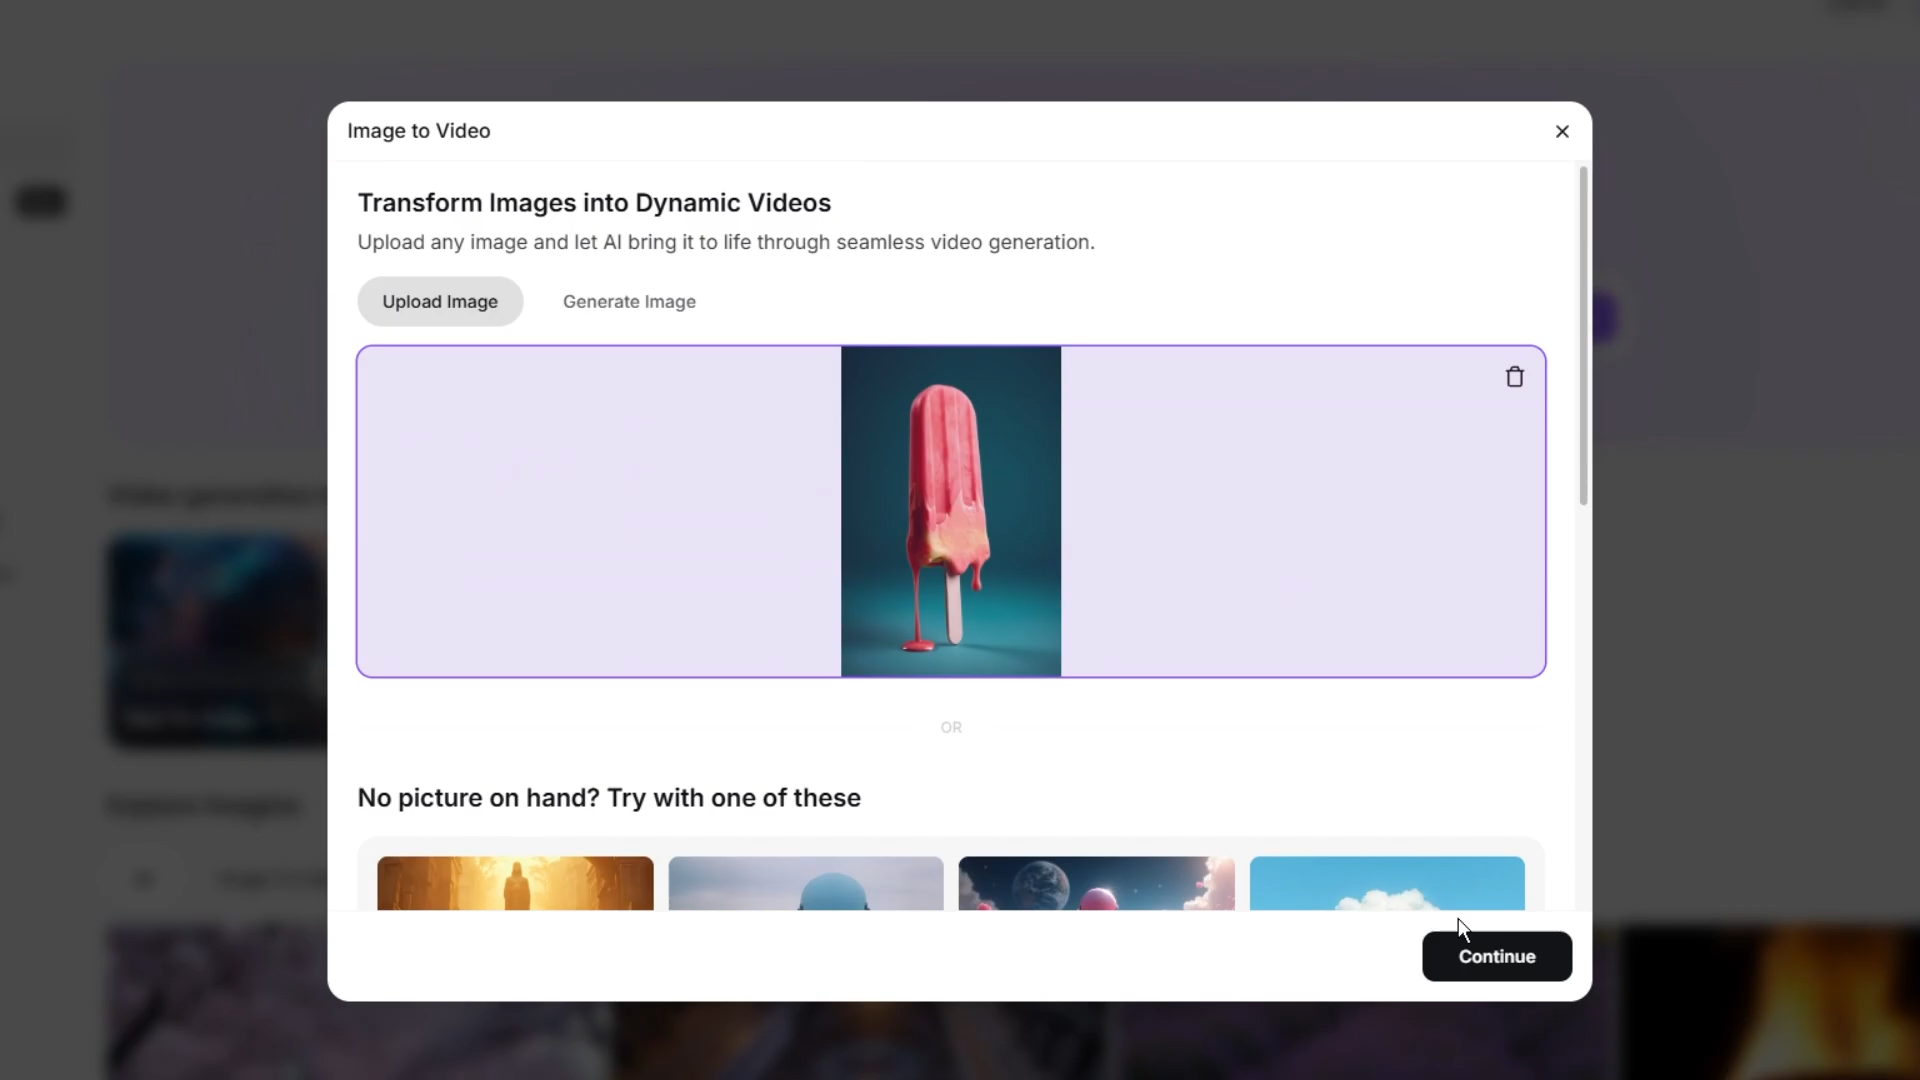 Image to Video
Transform Images into Dynamic Videos
Upload any image and let AI bring it to life through seamless video generation.
Upload Image
Generate Image
OR
No picture on hand? Try with one of these
Continue